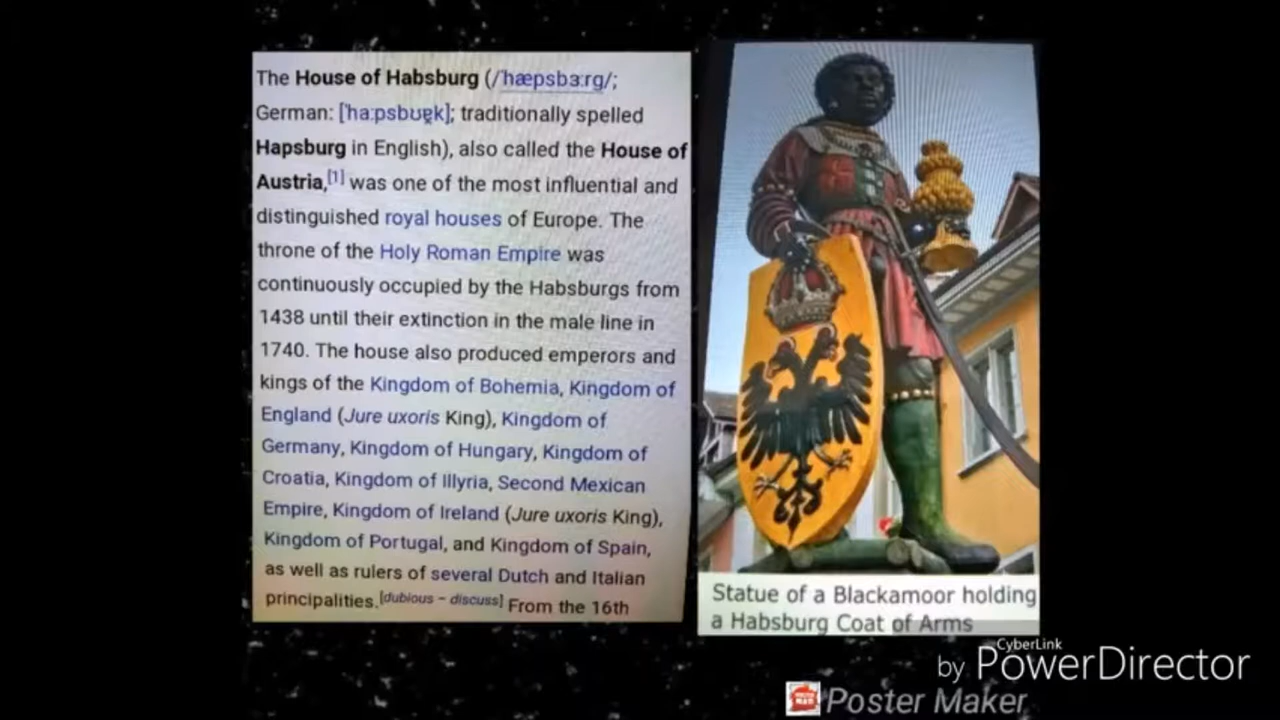 The House of Habsburg (/ˈhæpsbɜːrg/;
German: [ˈhaːpsbʊɐ̯k]; traditionally spelled
Hapsburg in English), also called the House of
Austria,[1] was one of the most influential and
distinguished royal houses of Europe. The
throne of the Holy Roman Empire was
continuously occupied by the Habsburgs from
1438 until their extinction in the male line in
1740. The house also produced emperors and
kings of the Kingdom of Bohemia, Kingdom of
England (Jure uxoris King), Kingdom of
Germany, Kingdom of Hungary, Kingdom of
Croatia, Kingdom of Illyria, Second Mexican
Empire, Kingdom of Ireland (Jure uxoris King),
Kingdom of Portugal, and Kingdom of Spain,
as well as rulers of several Dutch and Italian
principalities.[dubious – discuss] From the 16th
Statue of a Blackamoor holding
a Habsburg Coat of Arms
CyberLink
by PowerDirector
Poster Maker